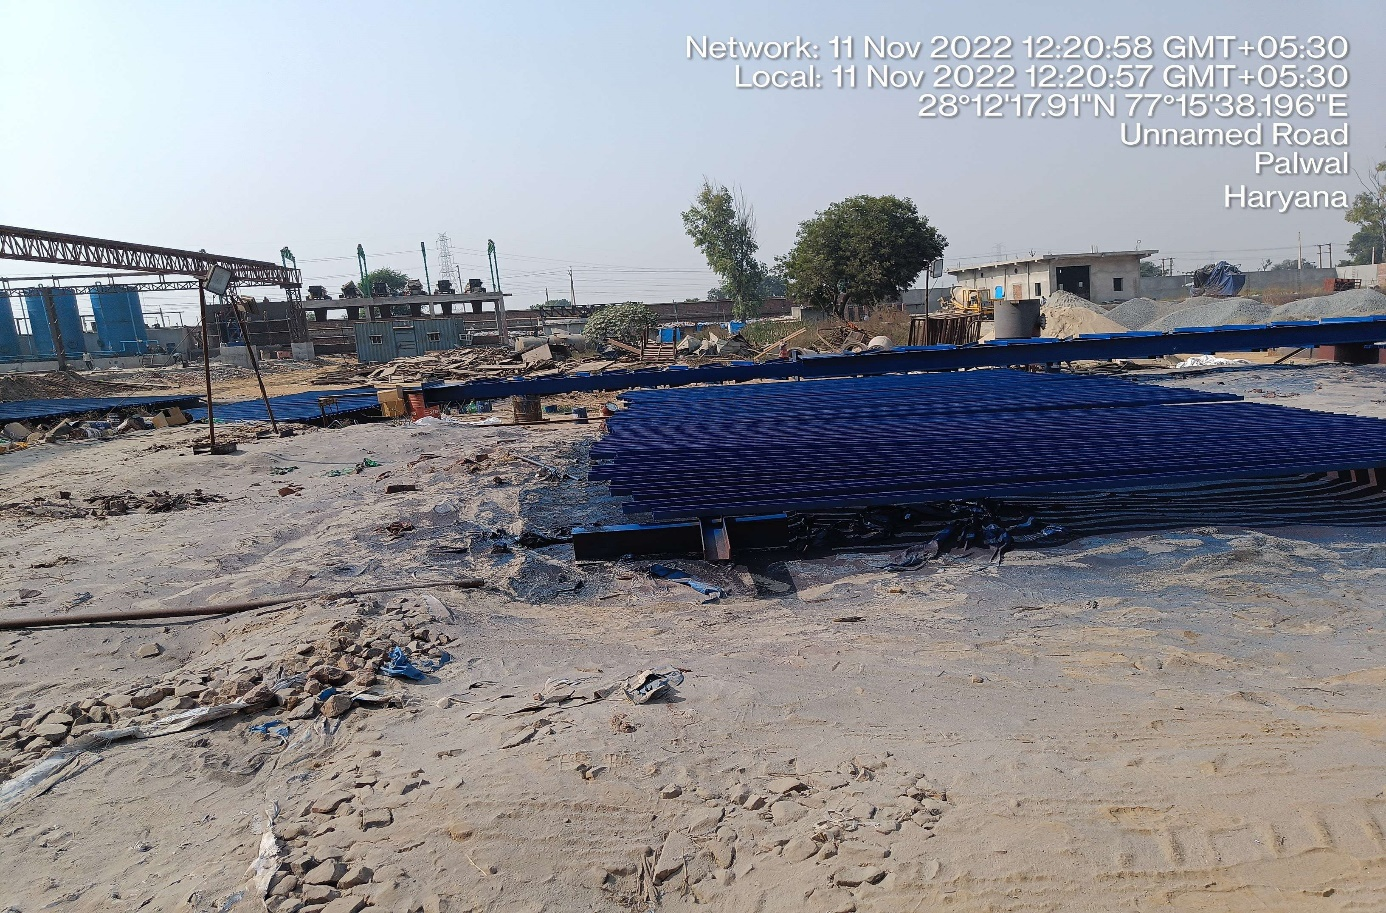 Network: 11 Nov 2022 12:20:58 GMT+05:30
Local: 11 Nov 2022 12:20:57 GMT+05:30
28°12'17.91"N 77°15'38.196"E
Unnamed Road
Palwal
Haryana